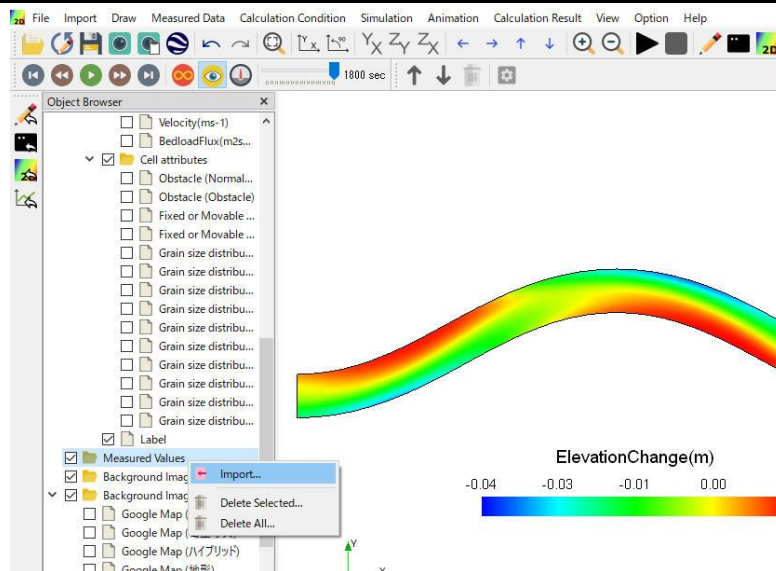 2D File Import Draw Measured Data Calculation Condition Simulation Animation Calculation Result View Option Help
1800 sec
Object Browser
Velocity(ms-1)
BedloadFlux(m2s...
Cell attributes
Obstacle (Normal...
Obstacle (Obstacle)
Fixed or Movable ...
Fixed or Movable ...
Grain size distribu...
Grain size distribu...
Grain size distribu...
Grain size distribu...
Grain size distribu...
Grain size distribu...
Grain size distribu...
Grain size distribu...
Grain size distribu...
Grain size distribu...
Label
Measured Values
Import...
Background Imag
Delete Selected...
Background Imag
Delete All...
Google Map (
Google Map (
Google Map (ハイブリッド)
Google Map (地形)
ElevationChange(m)
-0.04 -0.03 -0.01 0.00
Y
X